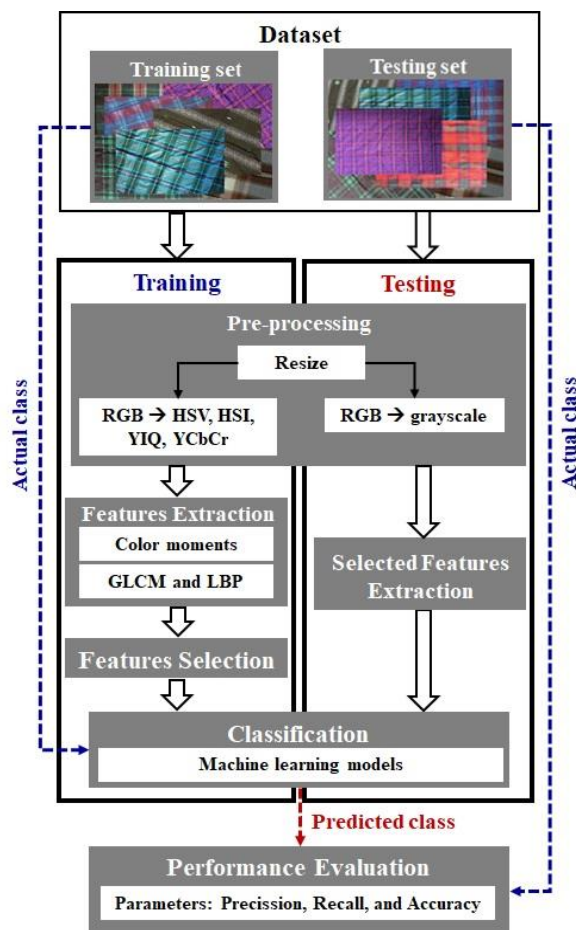 Dataset
Training set
Testing set
Training
Testing
Pre-processing
Resize
RGB → HSV, HSI,
YIQ, YCbCr
RGB → grayscale
Features Extraction
Color moments
GLCM and LBP
Selected Features
Extraction
Features Selection
Classification
Machine learning models
Actual class
Actual class
Predicted class
Performance Evaluation
Parameters: Precission, Recall, and Accuracy